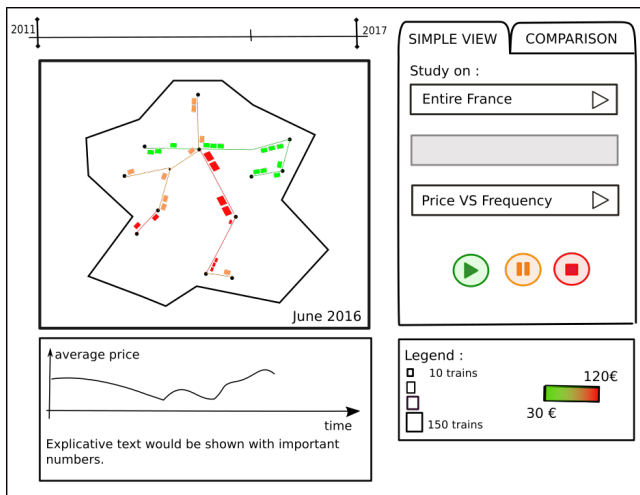 2011
2017
June 2016
average price
time
Explicative text would be shown with important
numbers.
SIMPLE VIEW
COMPARISON
Study on :
Entire France
Price VS Frequency
Legend :
10 trains
150 trains
120€
30 €